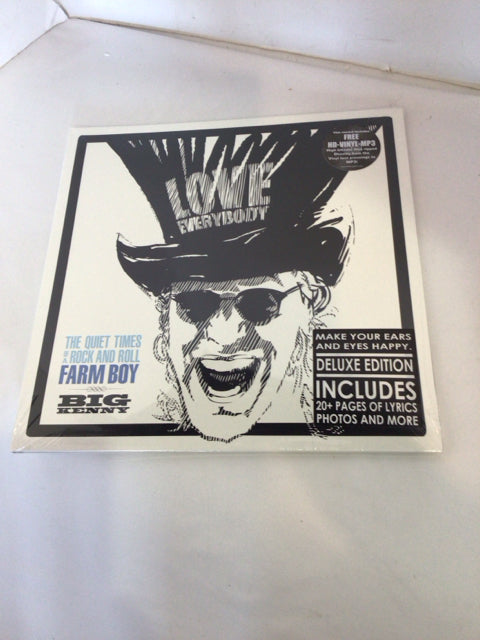 LOVE
EVERYBODY
FREE
HD-VINYL-MP3
THE QUIET TIMES
OF A ROCK AND ROLL
FARM BOY
BIG
KENNY
MAKE YOUR EARS
AND EYES HAPPY.
DELUXE EDITION
INCLUDES
20+ PAGES OF LYRICS
PHOTOS AND MORE